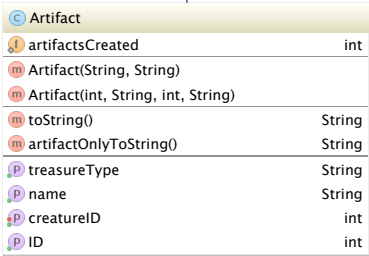 C Artifact
f artifactsCreated int
m Artifact(String, String)
m Artifact(int, String, int, String)
m toString() String
m artifactOnlyToString() String
P treasureType String
P name String
P creatureID int
P ID int